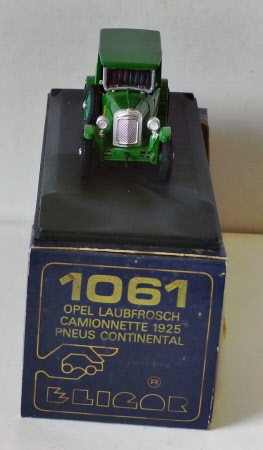 1061
OPEL LAUBFROSCH
CAMIONNETTE 1925
PNEUS CONTINENTAL
R
ELIGOR